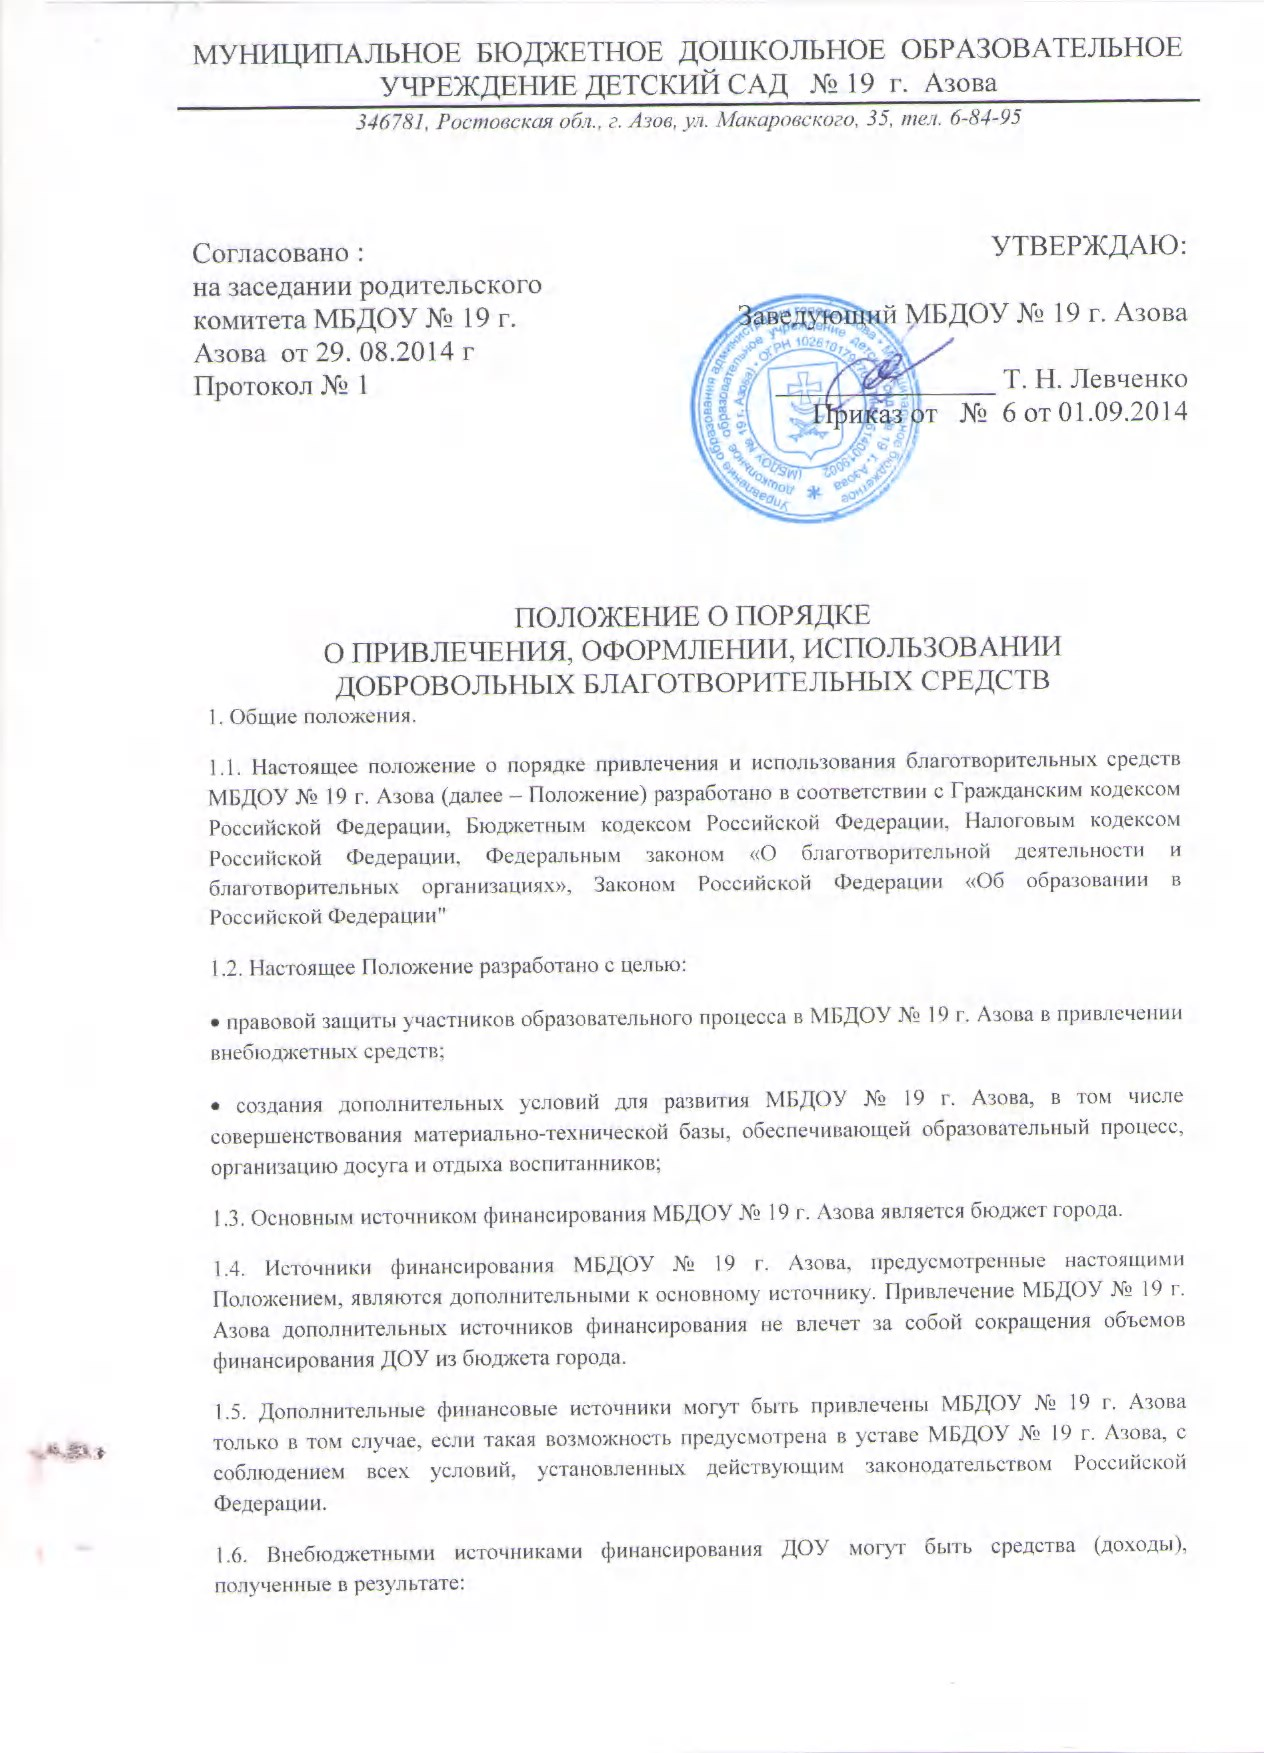 МУНИЦИПАЛЬНОЕ БЮДЖЕТНОЕ ДОШКОЛЬНОЕ ОБРАЗОВАТЕЛЬНОЕ
УЧРЕЖДЕНИЕ ДЕТСКИЙ САД № 19 г. Азова
346781, Ростовская обл., г. Азов, ул. Макаровского, 35, тел. 6-84-95
Согласовано :
на заседании родительского
комитета МБДОУ № 19 г.
Азова от 29. 08.2014 г
Протокол № 1
УТВЕРЖДАЮ:
Заведующий МБДОУ № 19 г. Азова
Т. Н. Левченко
Приказ от № 6 от 01.09.2014
ПОЛОЖЕНИЕ О ПОРЯДКЕ
О ПРИВЛЕЧЕНИЯ, ОФОРМЛЕНИИ, ИСПОЛЬЗОВАНИИ
ДОБРОВОЛЬНЫХ БЛАГОТВОРИТЕЛЬНЫХ СРЕДСТВ
1. Общие положения.
1.1. Настоящее положение о порядке привлечения и использования благотворительных средств
МБДОУ № 19 г. Азова (далее – Положение) разработано в соответствии с Гражданским кодексом
Российской Федерации, Бюджетным кодексом Российской Федерации, Налоговым кодексом
Российской Федерации, Федеральным законом «О благотворительной деятельности и
благотворительных организациях», Законом Российской Федерации «Об образовании в
Российской Федерации"
1.2. Настоящее Положение разработано с целью:
• правовой защиты участников образовательного процесса в МБДОУ № 19 г. Азова в привлечении
внебюджетных средств;
• создания дополнительных условий для развития МБДОУ № 19 г. Азова, в том числе
совершенствования материально-технической базы, обеспечивающей образовательный процесс,
организацию досуга и отдыха воспитанников;
1.3. Основным источником финансирования МБДОУ № 19 г. Азова является бюджет города.
1.4. Источники финансирования МБДОУ № 19 г. Азова, предусмотренные настоящими
Положением, являются дополнительными к основному источнику. Привлечение МБДОУ № 19 г.
Азова дополнительных источников финансирования не влечет за собой сокращения объемов
финансирования ДОУ из бюджета города.
1.5. Дополнительные финансовые источники могут быть привлечены МБДОУ № 19 г. Азова
только в том случае, если такая возможность предусмотрена в уставе МБДОУ № 19 г. Азова, с
соблюдением всех условий, установленных действующим законодательством Российской
Федерации.
1.6. Внебюджетными источниками финансирования ДОУ могут быть средства (доходы),
полученные в результате: